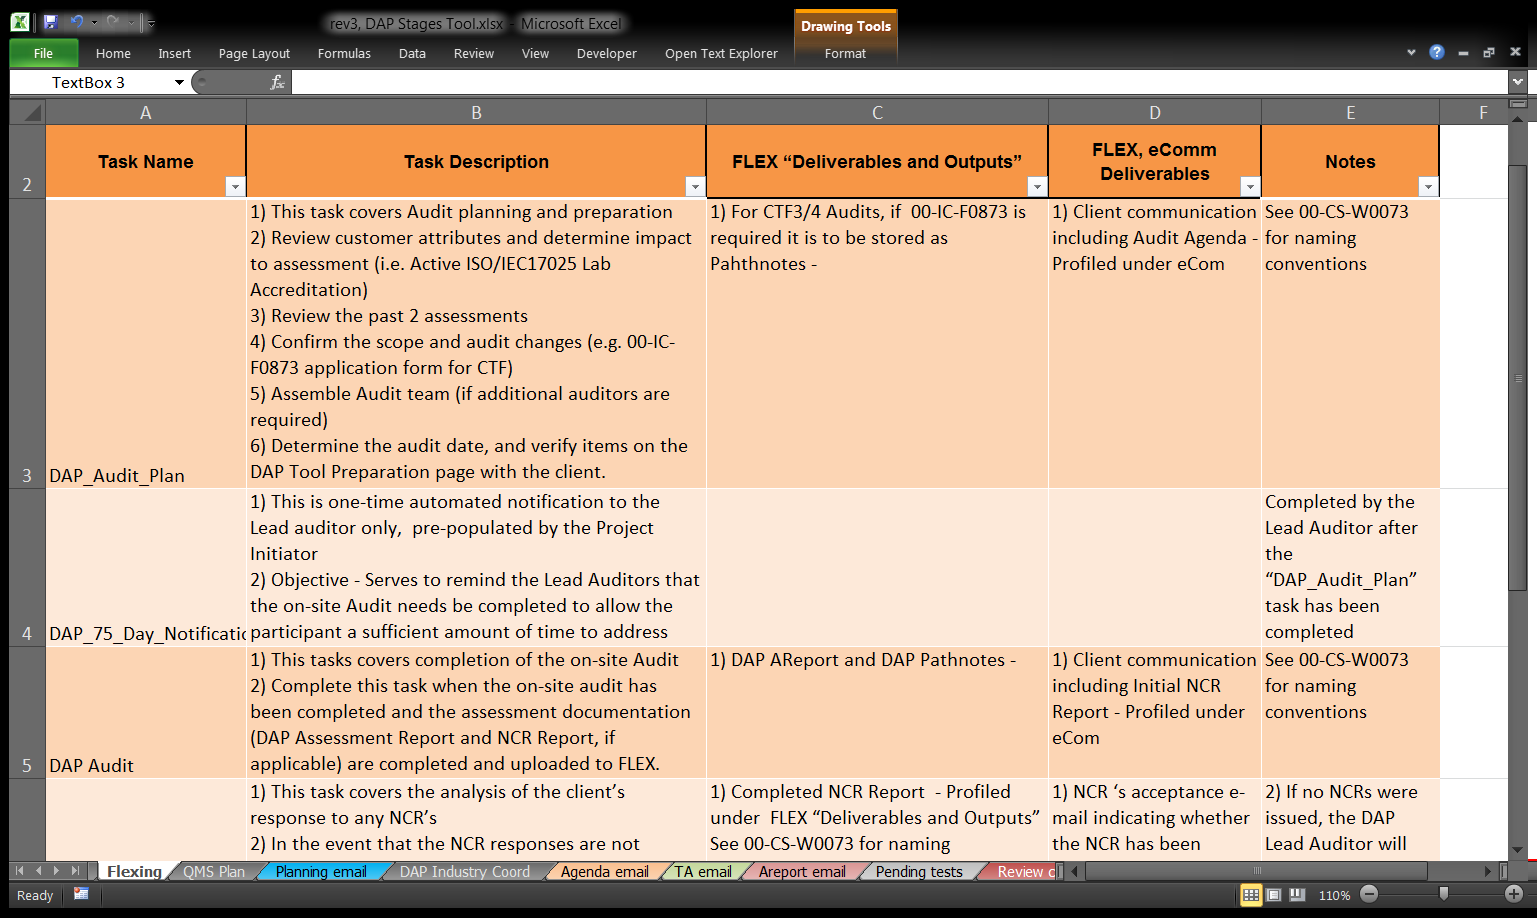 rev3, DAP Stages Tool.xlsx - Microsoft Excel
Drawing Tools
File Home Insert Page Layout Formulas Data Review View Developer Open Text Explorer Format
TextBox 3 fx
A B C D E F
2 Task Name Task Description FLEX “Deliverables and Outputs” FLEX, eComm Deliverables Notes
1) This task covers Audit planning and preparation
2) Review customer attributes and determine impact
to assessment (i.e. Active ISO/IEC17025 Lab
Accreditation)
3) Review the past 2 assessments
4) Confirm the scope and audit changes (e.g. 00-IC-
F0873 application form for CTF)
5) Assemble Audit team (if additional auditors are
required)
6) Determine the audit date, and verify items on the
DAP Tool Preparation page with the client.
3 DAP_Audit_Plan
1) For CTF3/4 Audits, if  00-IC-F0873 is
required it is to be stored as
Pahthnotes -
1) Client communication
including Audit Agenda -
Profiled under eCom
See 00-CS-W0073
for naming
conventions
1) This is one-time automated notification to the
Lead auditor only,  pre-populated by the Project
Initiator
2) Objective - Serves to remind the Lead Auditors that
the on-site Audit needs be completed to allow the
participant a sufficient amount of time to address
4 DAP_75_Day_Notificatic
Completed by the
Lead Auditor after
the
“DAP_Audit_Plan”
task has been
completed
1) This tasks covers completion of the on-site Audit
2) Complete this task when the on-site audit has
been completed and the assessment documentation
(DAP Assessment Report and NCR Report, if
applicable) are completed and uploaded to FLEX.
5 DAP Audit
1) DAP AReport and DAP Pathnotes -
1) Client communication
including Initial NCR
Report - Profiled under
eCom
See 00-CS-W0073
for naming
conventions
1) This task covers the analysis of the client’s
response to any NCR’s
2) In the event that the NCR responses are not
1) Completed NCR Report  - Profiled
under  FLEX “Deliverables and Outputs”
See 00-CS-W0073 for naming
1) NCR ‘s acceptance e-
mail indicating whether
the NCR has been
2) If no NCRs were
issued, the DAP
Lead Auditor will
Flexing QMS Plan Planning email DAP Industry Coord Agenda email TA email Areport email Pending tests Review c
Ready 110%